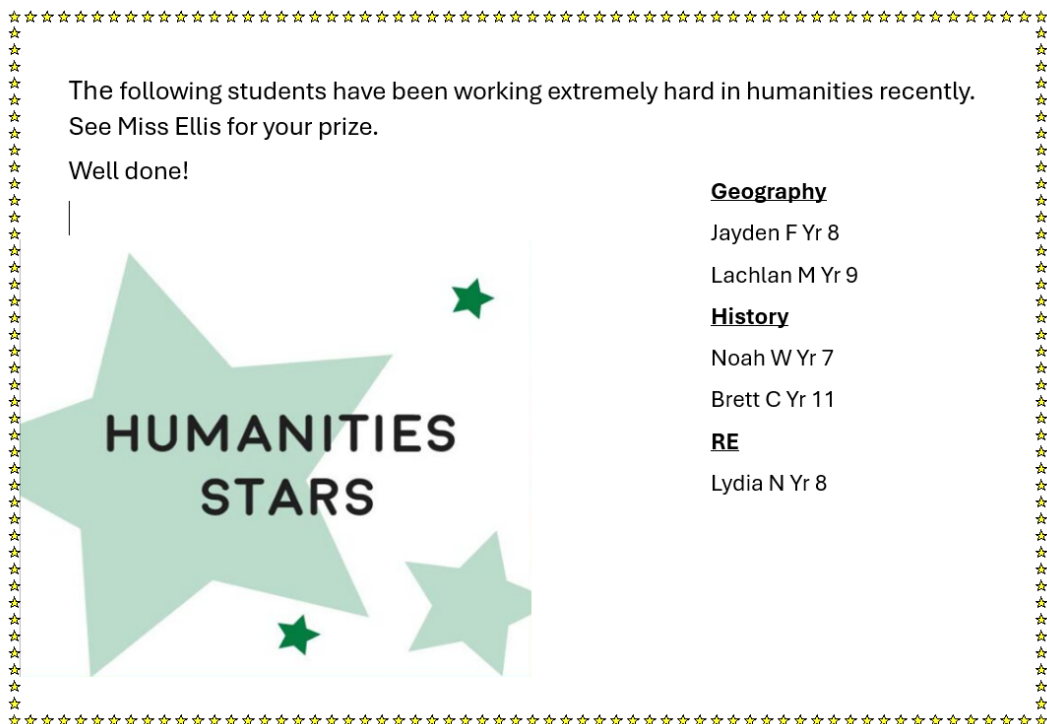 The following students have been working extremely hard in humanities recently.
See Miss Ellis for your prize.
Well done!
HUMANITIES
STARS
Geography
Jayden F Yr 8
Lachlan M Yr 9
History
Noah W Yr 7
Brett C Yr 11
RE
Lydia N Yr 8